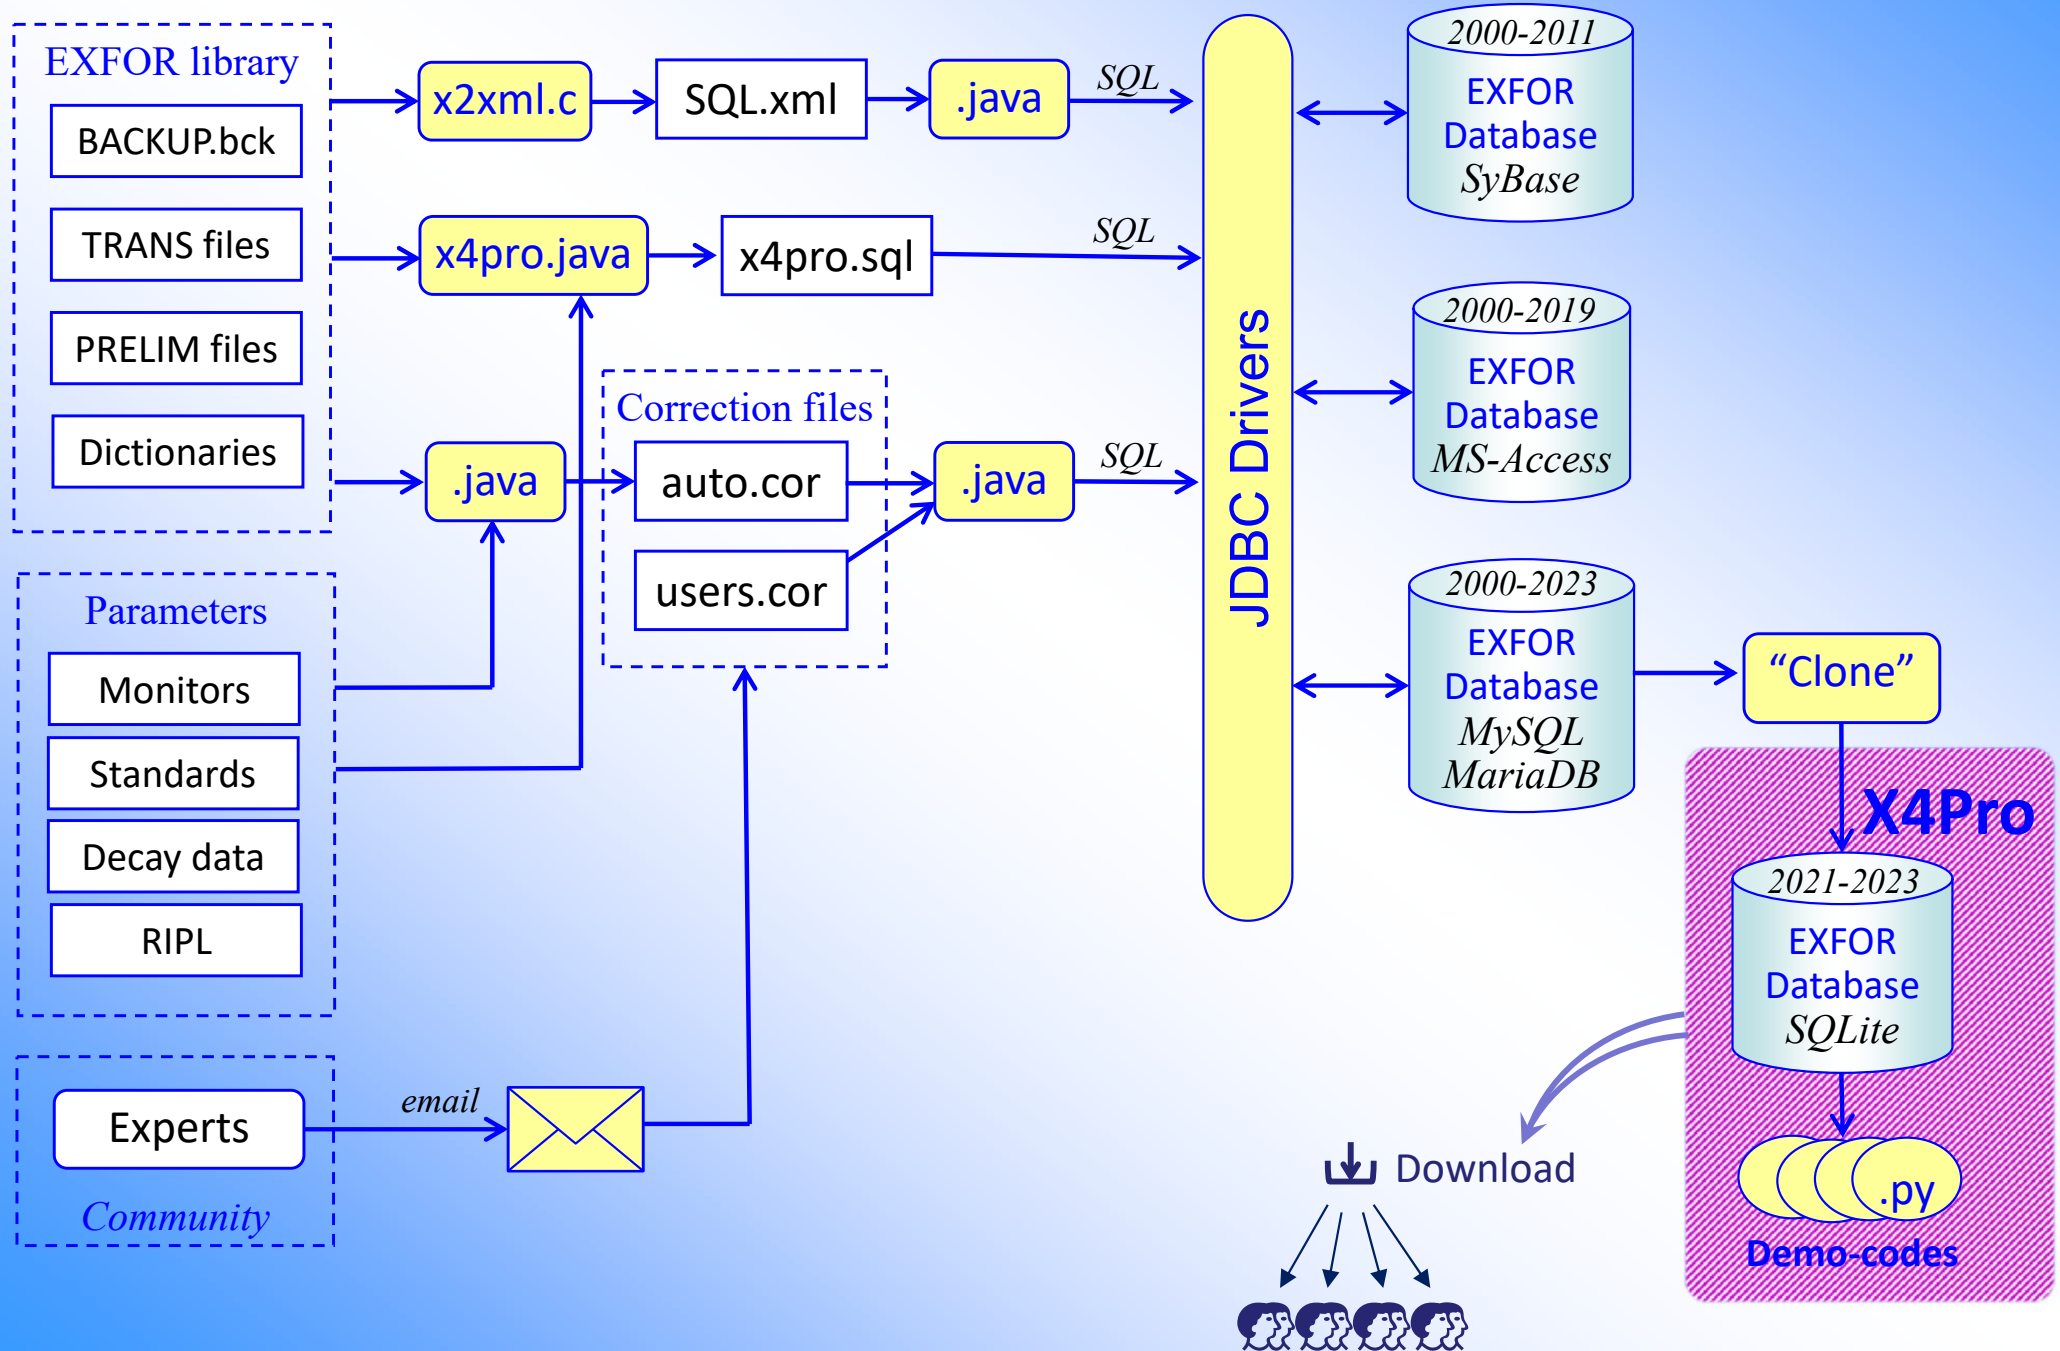 EXFOR library
BACKUP.bck
TRANS files
PRELIM files
Dictionaries
x2xml.c
SQL.xml
.java
SQL
x4pro.java
x4pro.sql
SQL
.java
Correction files
auto.cor
users.cor
.java
SQL
Parameters
Monitors
Standards
Decay data
RIPL
Experts
Community
email
JDBC Drivers
2000-2011
EXFOR
Database
SyBase
2000-2019
EXFOR
Database
MS-Access
2000-2023
EXFOR
Database
MySQL
MariaDB
“Clone”
X4Pro
2021-2023
EXFOR
Database
SQLite
.py
Demo-codes
Download